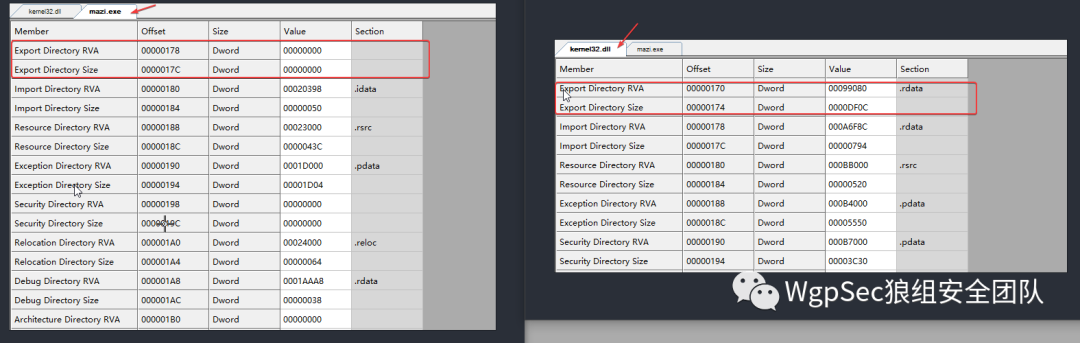 kernel32.dll mazi.exe
Member Offset Size Value Section
Export Directory RVA 00000178 Dword 00000000
Export Directory Size 0000017C Dword 00000000
Import Directory RVA 00000180 Dword 00020398 .idata
Import Directory Size 00000184 Dword 00000050
Resource Directory RVA 00000188 Dword 00023000 .rsrc
Resource Directory Size 0000018C Dword 0000043C
Exception Directory RVA 00000190 Dword 0001D000 .pdata
Exception Directory Size 00000194 Dword 00001D04
Security Directory RVA 00000198 Dword 00000000
Security Directory Size 0000019C Dword 00000000
Relocation Directory RVA 000001A0 Dword 00024000 .reloc
Relocation Directory Size 000001A4 Dword 00000064
Debug Directory RVA 000001A8 Dword 0001AAA8 .rdata
Debug Directory Size 000001AC Dword 00000038
Architecture Directory RVA 000001B0 Dword 00000000
kernel32.dll mazi.exe
Member Offset Size Value Section
Export Directory RVA 00000170 Dword 00099080 .rdata
Export Directory Size 00000174 Dword 0000DF0C
Import Directory RVA 00000178 Dword 000A6F8C .rdata
Import Directory Size 0000017C Dword 00000794
Resource Directory RVA 00000180 Dword 000BB000 .rsrc
Resource Directory Size 00000184 Dword 00000520
Exception Directory RVA 00000188 Dword 000B4000 .pdata
Exception Directory Size 0000018C Dword 00005550
Security Directory RVA 00000190 Dword 000B7000 .pdata
Security Directory Size 00000194 Dword 00003C30
WgpSec狼组安全团队